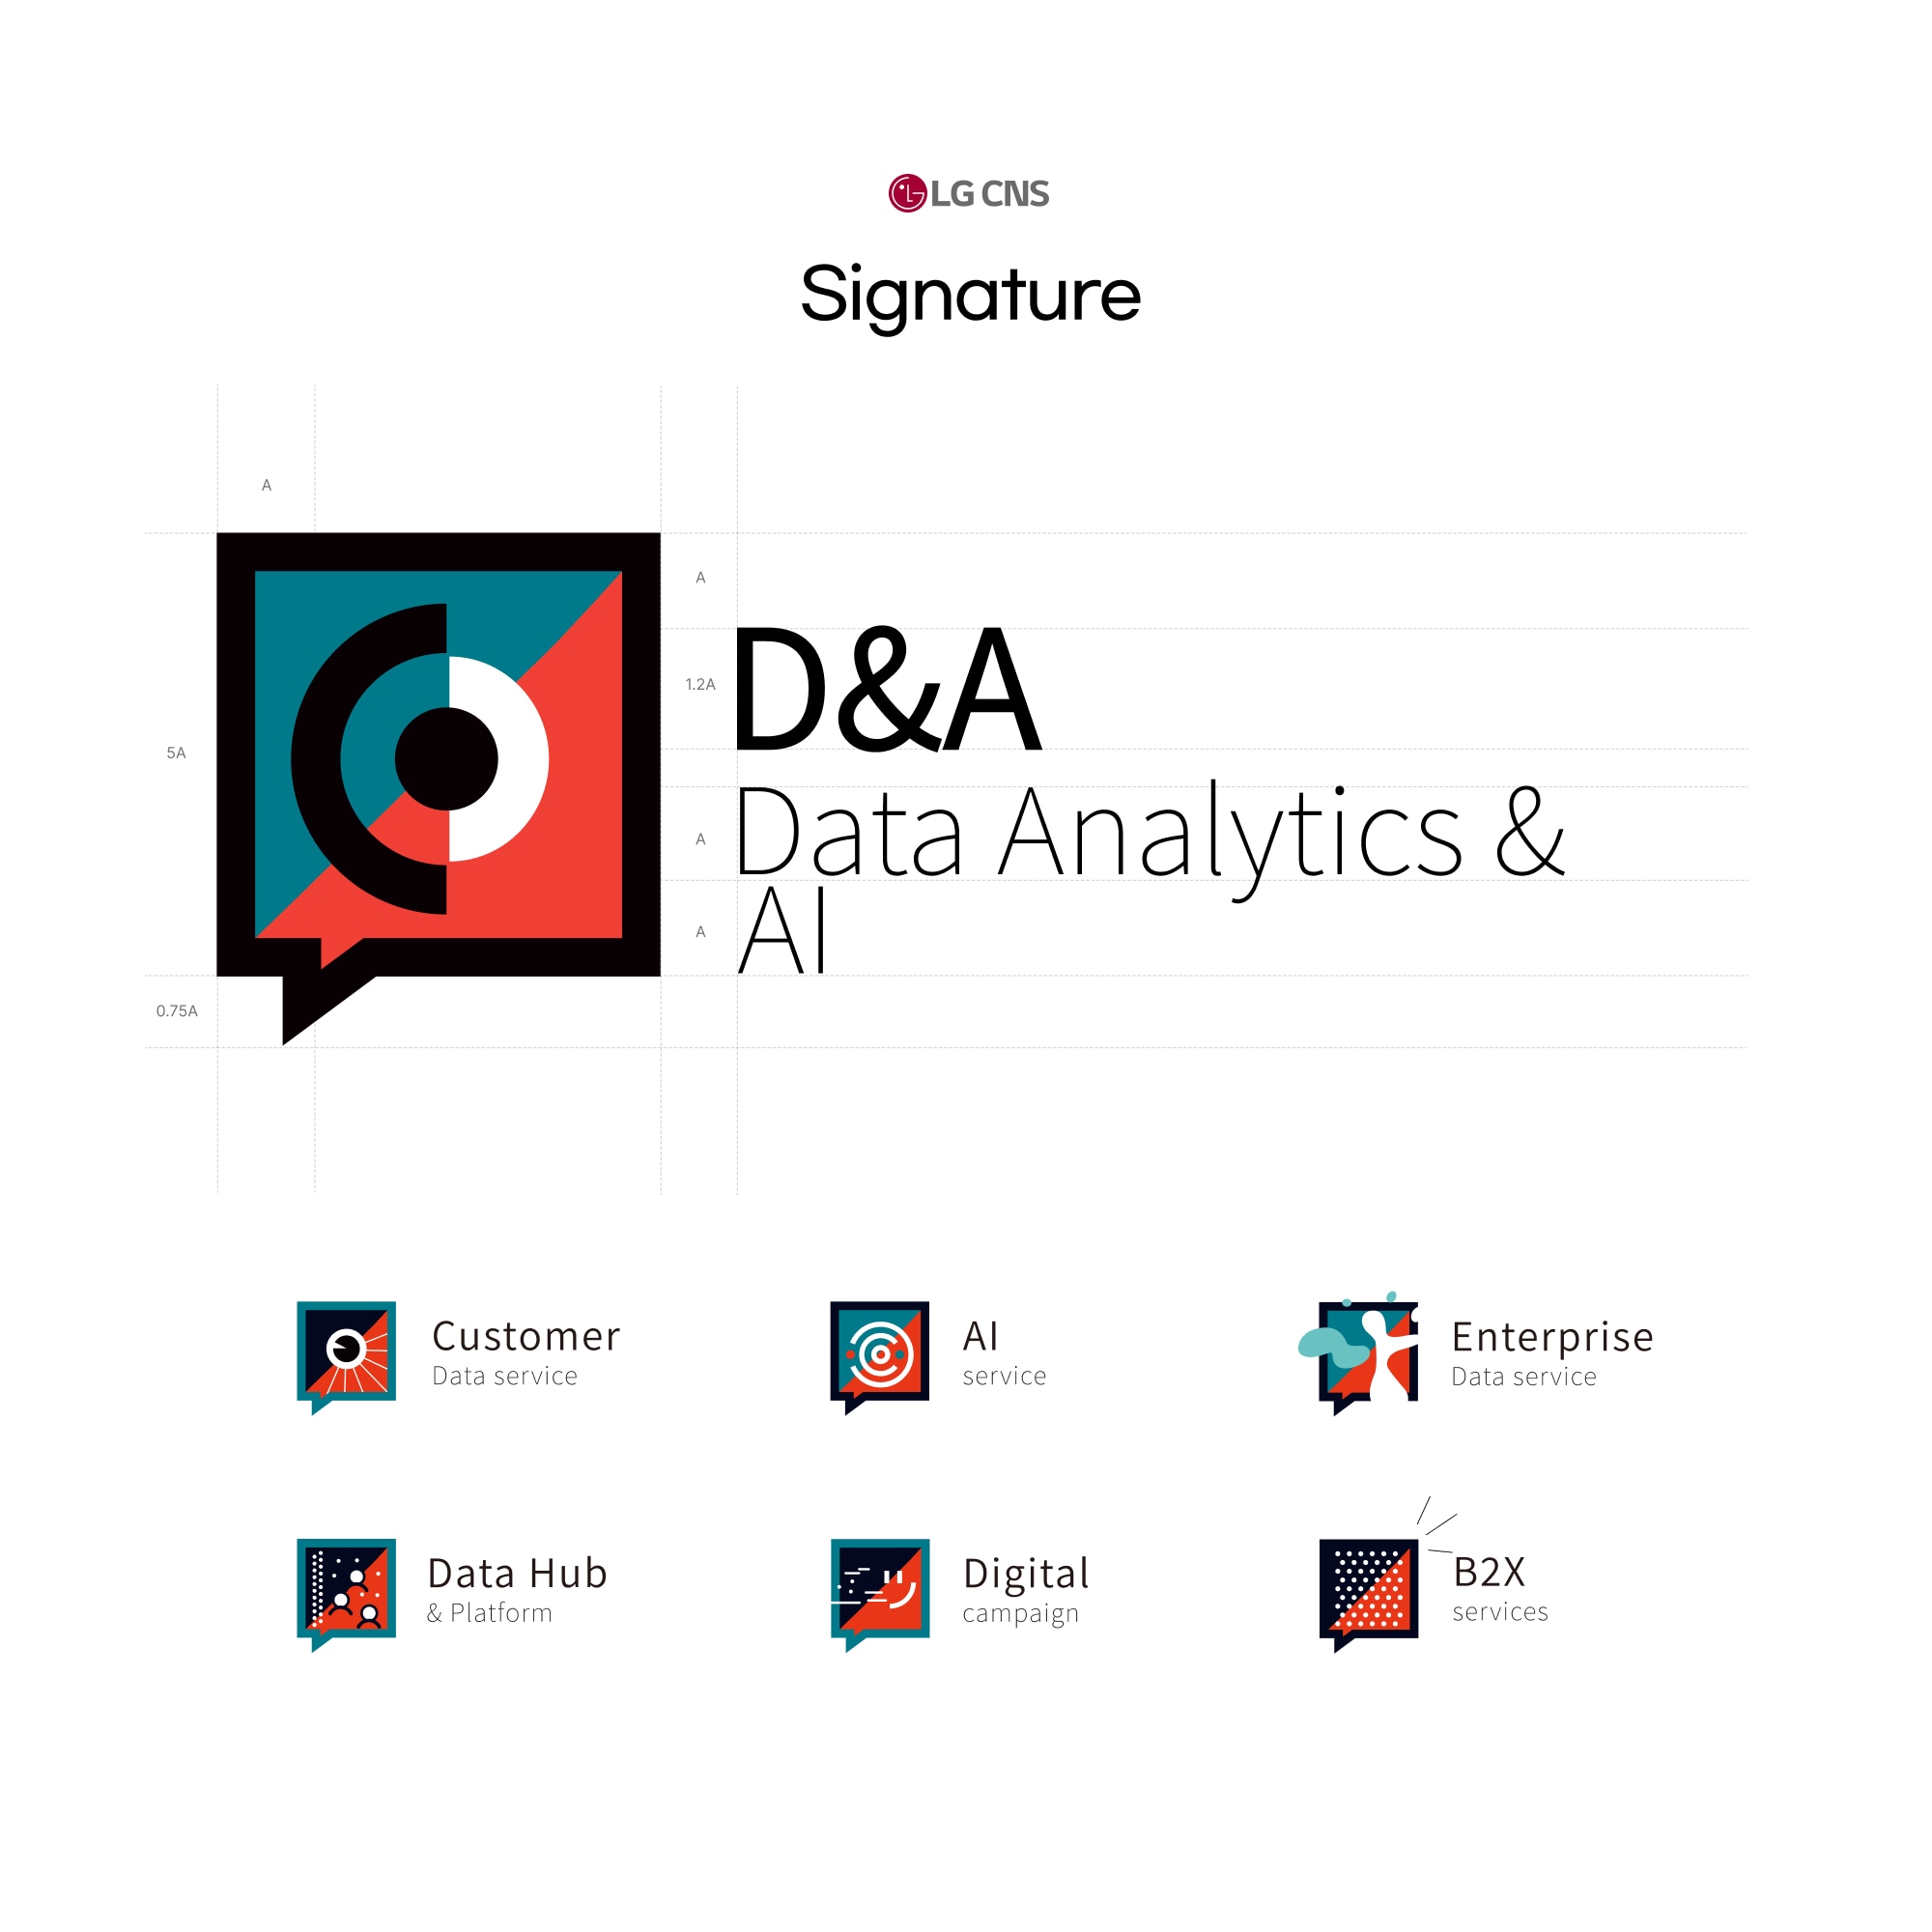 LG CNS
Signature
A
A
D&A
1.2A
5A
Data Analytics &
A
AI
A
0.75A
Customer
Data service
AI
service
Enterprise
Data service
Data Hub
& Platform
Digital
campaign
B2X
services